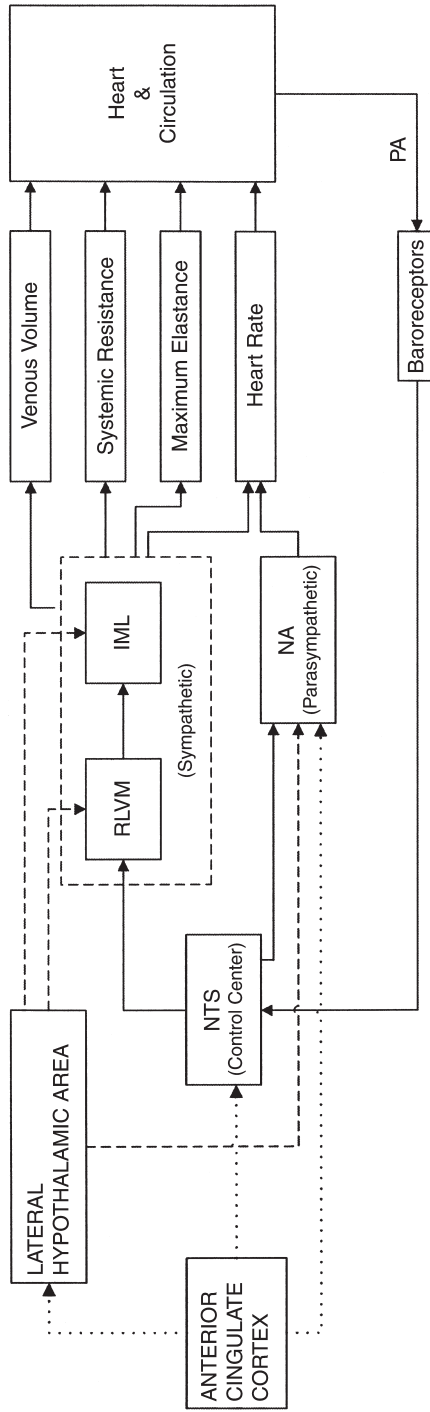 ANTERIOR
CINGULATE
CORTEX
LATERAL
HYPOTHALAMIC AREA
NTS
(Control Center)
RLVM
IML
(Sympathetic)
NA
(Parasympathetic)
Venous Volume
Systemic Resistance
Maximum Elastance
Heart Rate
Heart
&
Circulation
PA
Baroreceptors